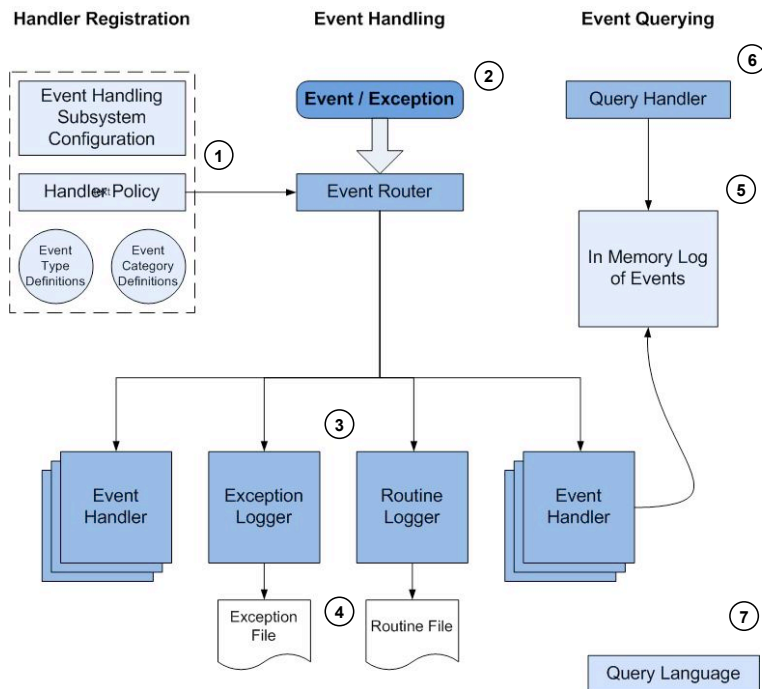 Handler Registration
Event Handling
Event Querying
6
2
Event Handling
Subsystem
Configuration
Event / Exception
Query Handler
1
Handler Policy
Event Router
5
Event
Type
Definitions
Event
Category
Definitions
In Memory Log
of Events
3
Event
Handler
Exception
Logger
Routine
Logger
Event
Handler
4
Exception
File
Routine File
7
Query Language